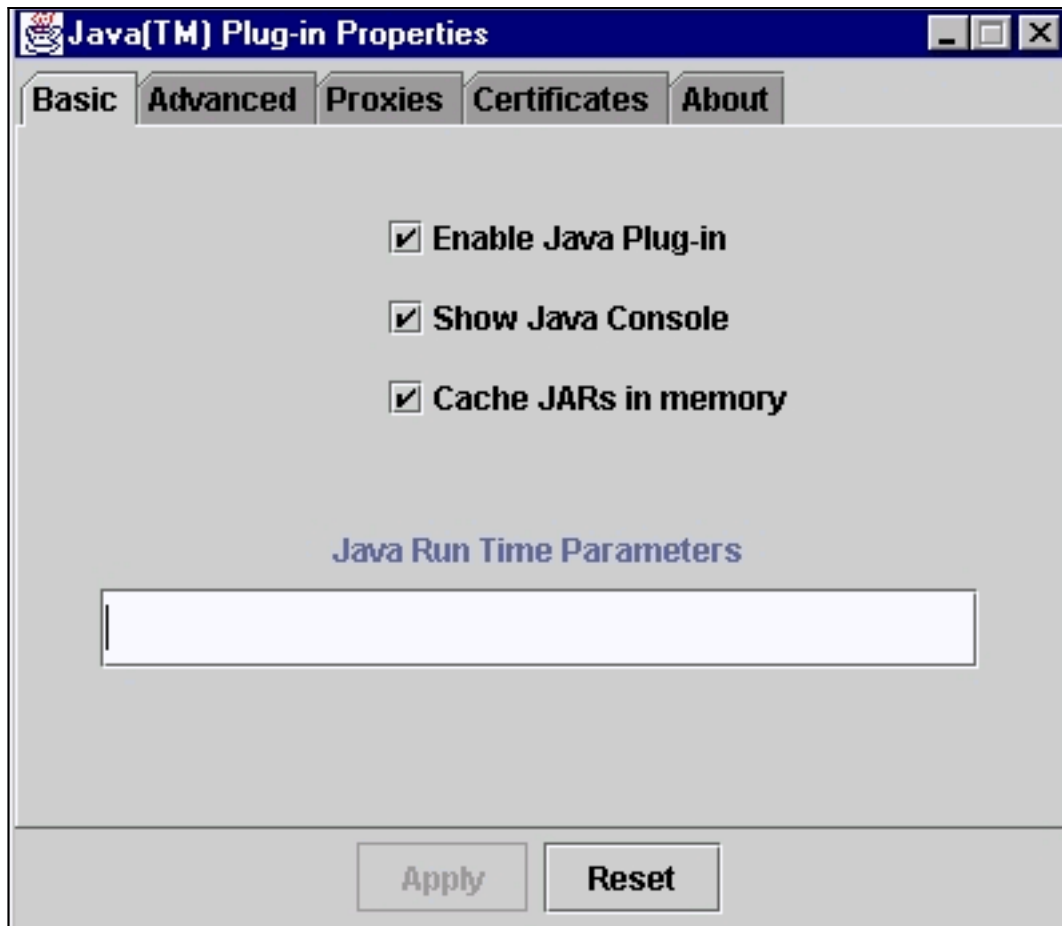 Java(TM) Plug-in Properties
Basic Advanced Proxies Certificates About
Enable Java Plug-in
Show Java Console
Cache JARs in memory
Java Run Time Parameters
Apply Reset